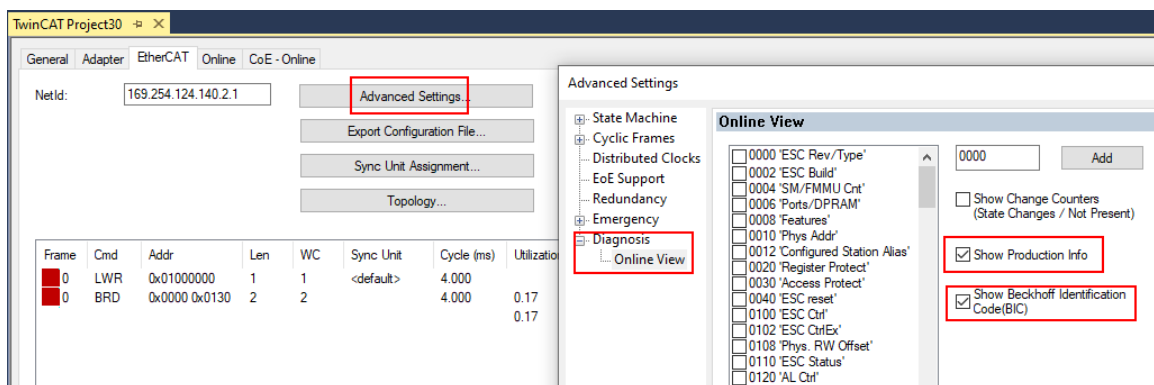 TwinCAT Project30
General Adapter EtherCAT Online CoE - Online
NetId: 169.254.124.140.2.1
Advanced Settings...
Export Configuration File...
Sync Unit Assignment...
Topology...
Frame Cmd Addr Len WC Sync Unit Cycle (ms) Utilizatio
0 LWR 0x01000000 1 1 <default> 4.000
0 BRD 0x0000 0x0130 2 2 4.000 0.17
0.17
Advanced Settings
State Machine
Cyclic Frames
Distributed Clocks
EoE Support
Redundancy
Emergency
Diagnosis
Online View
Online View
0000 'ESC Rev/Type'
0002 'ESC Build'
0004 'SM/FMMU Cnt'
0006 'Ports/DPRAM'
0008 'Features'
0010 'Phys Addr'
0012 'Configured Station Alias'
0020 'Register Protect'
0030 'Access Protect'
0040 'ESC reset'
0100 'ESC Ctrl'
0102 'ESC CtrlEx'
0108 'Phys. RW Offset'
0110 'ESC Status'
0120 'AL Ctrl'
0000 Add
Show Change Counters
(State Changes / Not Present)
Show Production Info
Show Beckhoff Identification
Code(BIC)